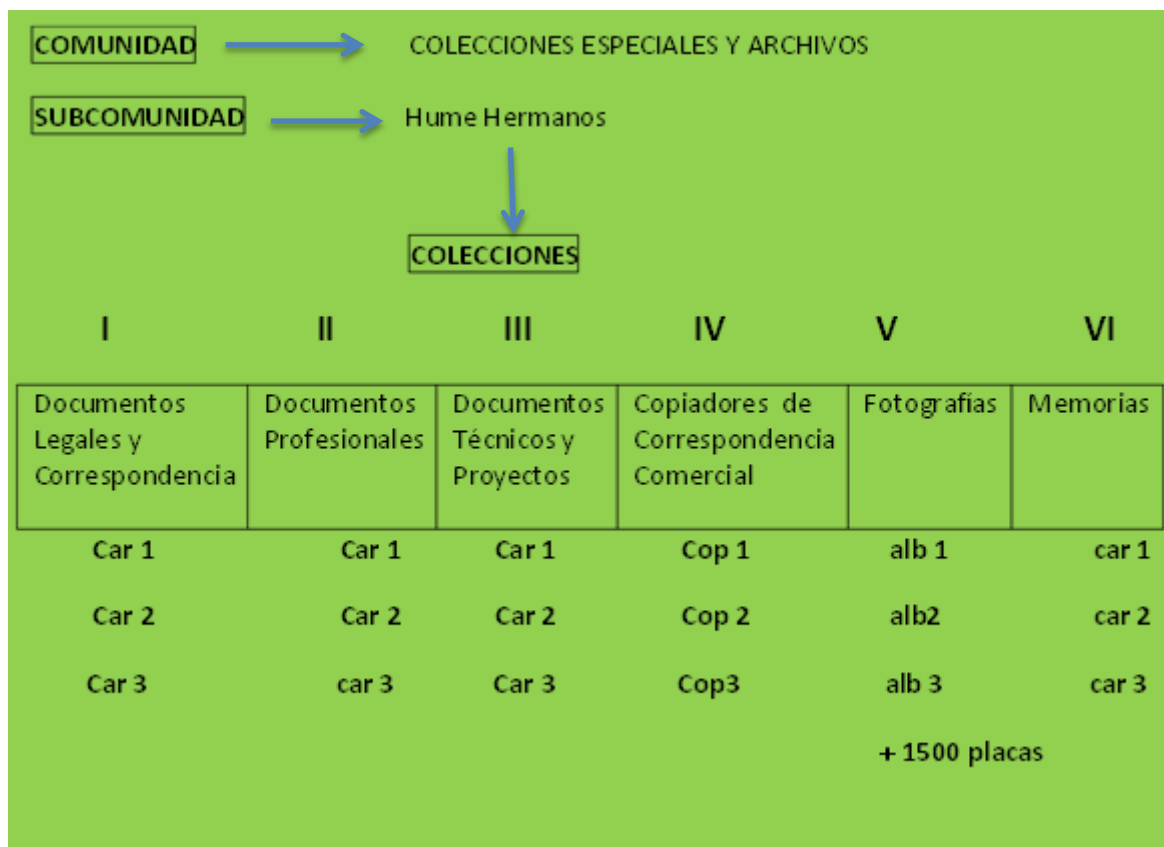 COMUNIDAD COLECCIONES ESPECIALES Y ARCHIVOS
SUBCOMUNIDAD Hume Hermanos
COLECCIONES
I II III IV V VI
Documentos Documentos Documentos Copiadores de Fotografías Memorias
Legales y Profesionales Técnicos y Correspondencia
Correspondencia Proyectos Comercial
Car 1 Car 1 Car 1 Cop 1 alb 1 car 1
Car 2 Car 2 Car 2 Cop 2 alb2 car 2
Car 3 car 3 Car 3 Cop3 alb 3 car 3
+ 1500 placas